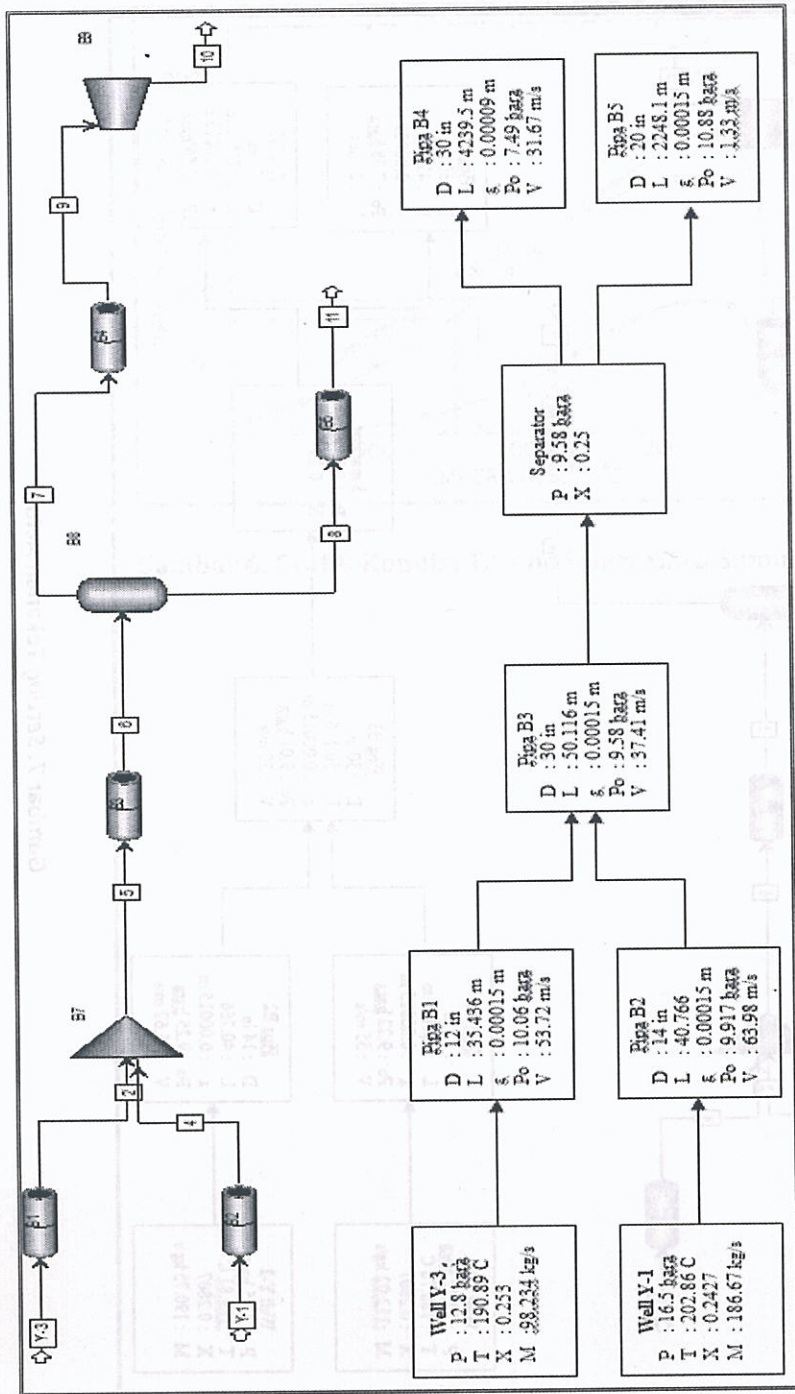 Y-3
B1
2
Y-1
B2
4
B7
5
B3
6
B6
7
B4
9
B9
10
8
B5
11
Well Y-3
P : 12.8 bara
T : 190.89 C
X : 0.253
M : 98.234 kg/s
Well Y-1
P : 16.5 bara
T : 202.86 C
X : 0.2427
M : 186.67 kg/s
Pipa B1
D : 12 in
L : 33.436 m
ε : 0.00015 m
Po : 10.06 bara
V : 53.72 m/s
Pipa B2
D : 14 in
L : 40.766
ε : 0.00015 m
Po : 9.917 bara
V : 63.98 m/s
Pipa B3
D : 30 in
L : 50.116 m
ε : 0.00015 m
Po : 9.58 bara
V : 37.41 m/s
Separator
P : 9.58 bara
X : 0.25
Pipa B4
D : 30 in
L : 4239.5 m
ε : 0.00009 m
Po : 7.49 bara
V : 31.67 m/s
Pipa B5
D : 20 in
L : 2248.1 m
ε : 0.00015 m
Po : 10.88 bara
V : 1.33 m/s